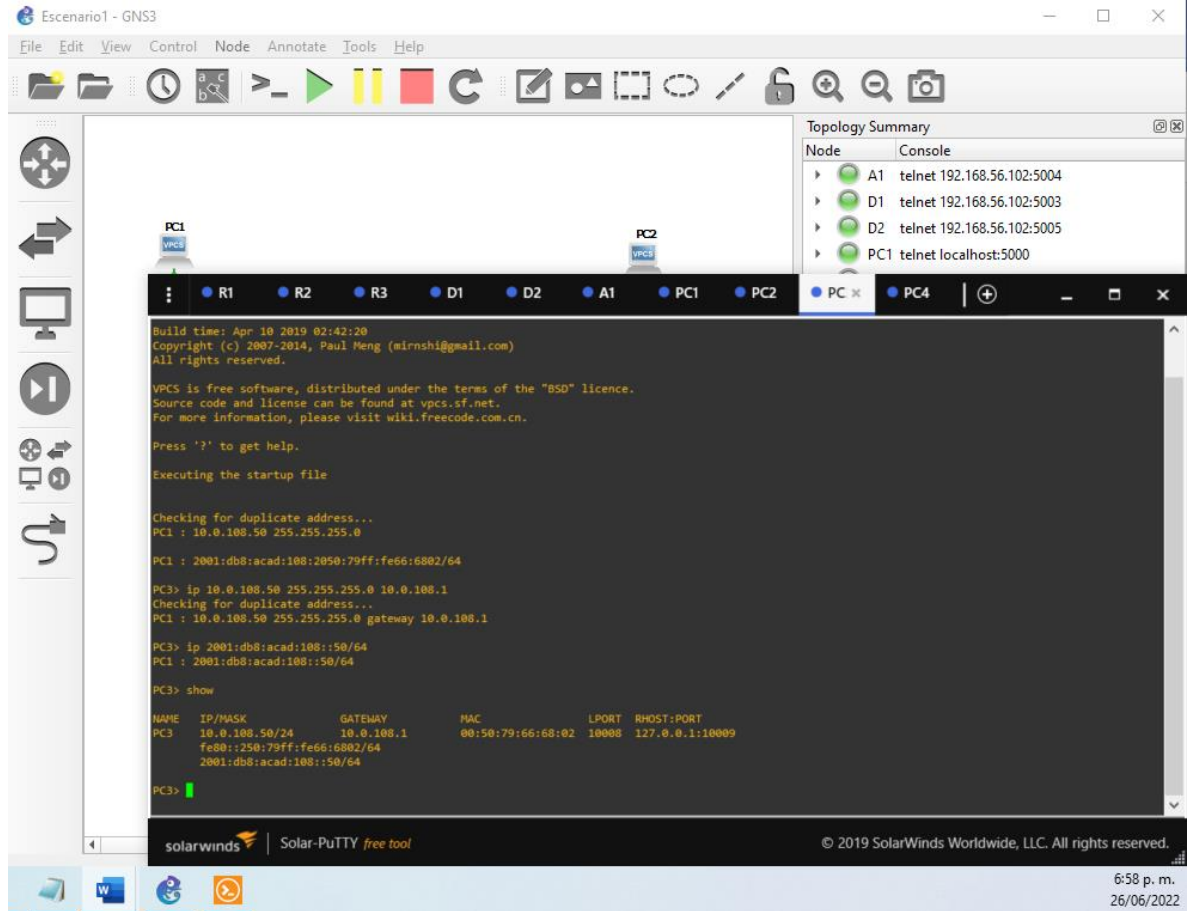 Escenario1 - GNS3
File Edit View Control Node Annotate Tools Help
Topology Summary
Node Console
A1 telnet 192.168.56.102:5004
D1 telnet 192.168.56.102:5003
D2 telnet 192.168.56.102:5005
PC1 telnet localhost:5000
PC1
VPCS
PC2
VPCS
R1 R2 R3 D1 D2 A1 PC1 PC2 PC PC4
Build time: Apr 10 2019 02:42:20
Copyright (c) 2007-2014, Paul Meng (mirnshi@gmail.com)
All rights reserved.
VPCS is free software, distributed under the terms of the "BSD" licence.
Source code and license can be found at vpcs.sf.net.
For more information, please visit wiki.freecode.com.cn.
Press '?' to get help.
Executing the startup file
Checking for duplicate address...
PC1 : 10.0.108.50 255.255.255.0
PC1 : 2001:db8:acad:108:2050:79ff:fe66:6802/64
PC3> ip 10.0.108.50 255.255.255.0 10.0.108.1
Checking for duplicate address...
PC1 : 10.0.108.50 255.255.255.0 gateway 10.0.108.1
PC3> ip 2001:db8:acad:108::50/64
PC1 : 2001:db8:acad:108::50/64
PC3> show
NAME IP/MASK GATEWAY MAC LPORT RHOST:PORT
PC3 10.0.108.50/24 10.0.108.1 00:50:79:66:68:02 10008 127.0.0.1:10009
fe80::250:79ff:fe66:6802/64
2001:db8:acad:108::50/64
PC3>
solarwinds Solar-PuTTY free tool © 2019 SolarWinds Worldwide, LLC. All rights reserved.
6:58 p. m.
26/06/2022